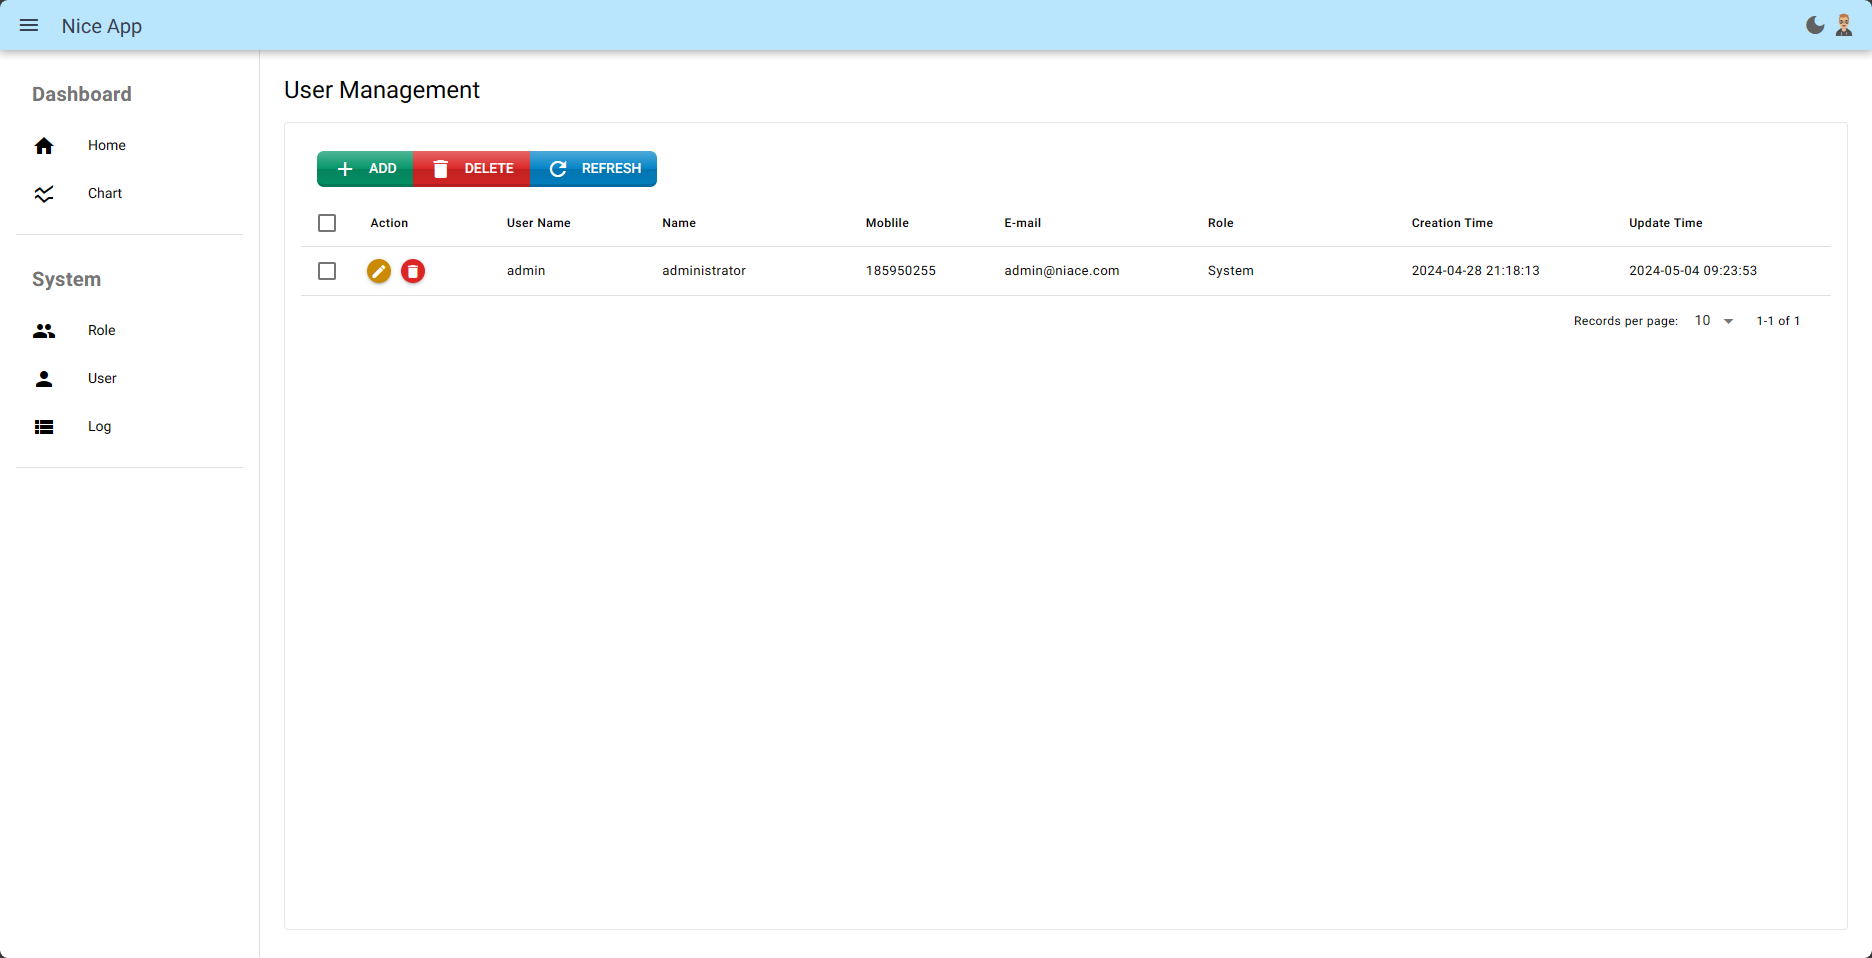 Nice App
Dashboard
Home
Chart
System
Role
User
Log
User Management
ADD DELETE REFRESH
Action User Name Name Moblile E-mail Role Creation Time Update Time
admin administrator 185950255 admin@niace.com System 2024-04-28 21:18:13 2024-05-04 09:23:53
Records per page: 10 1-1 of 1